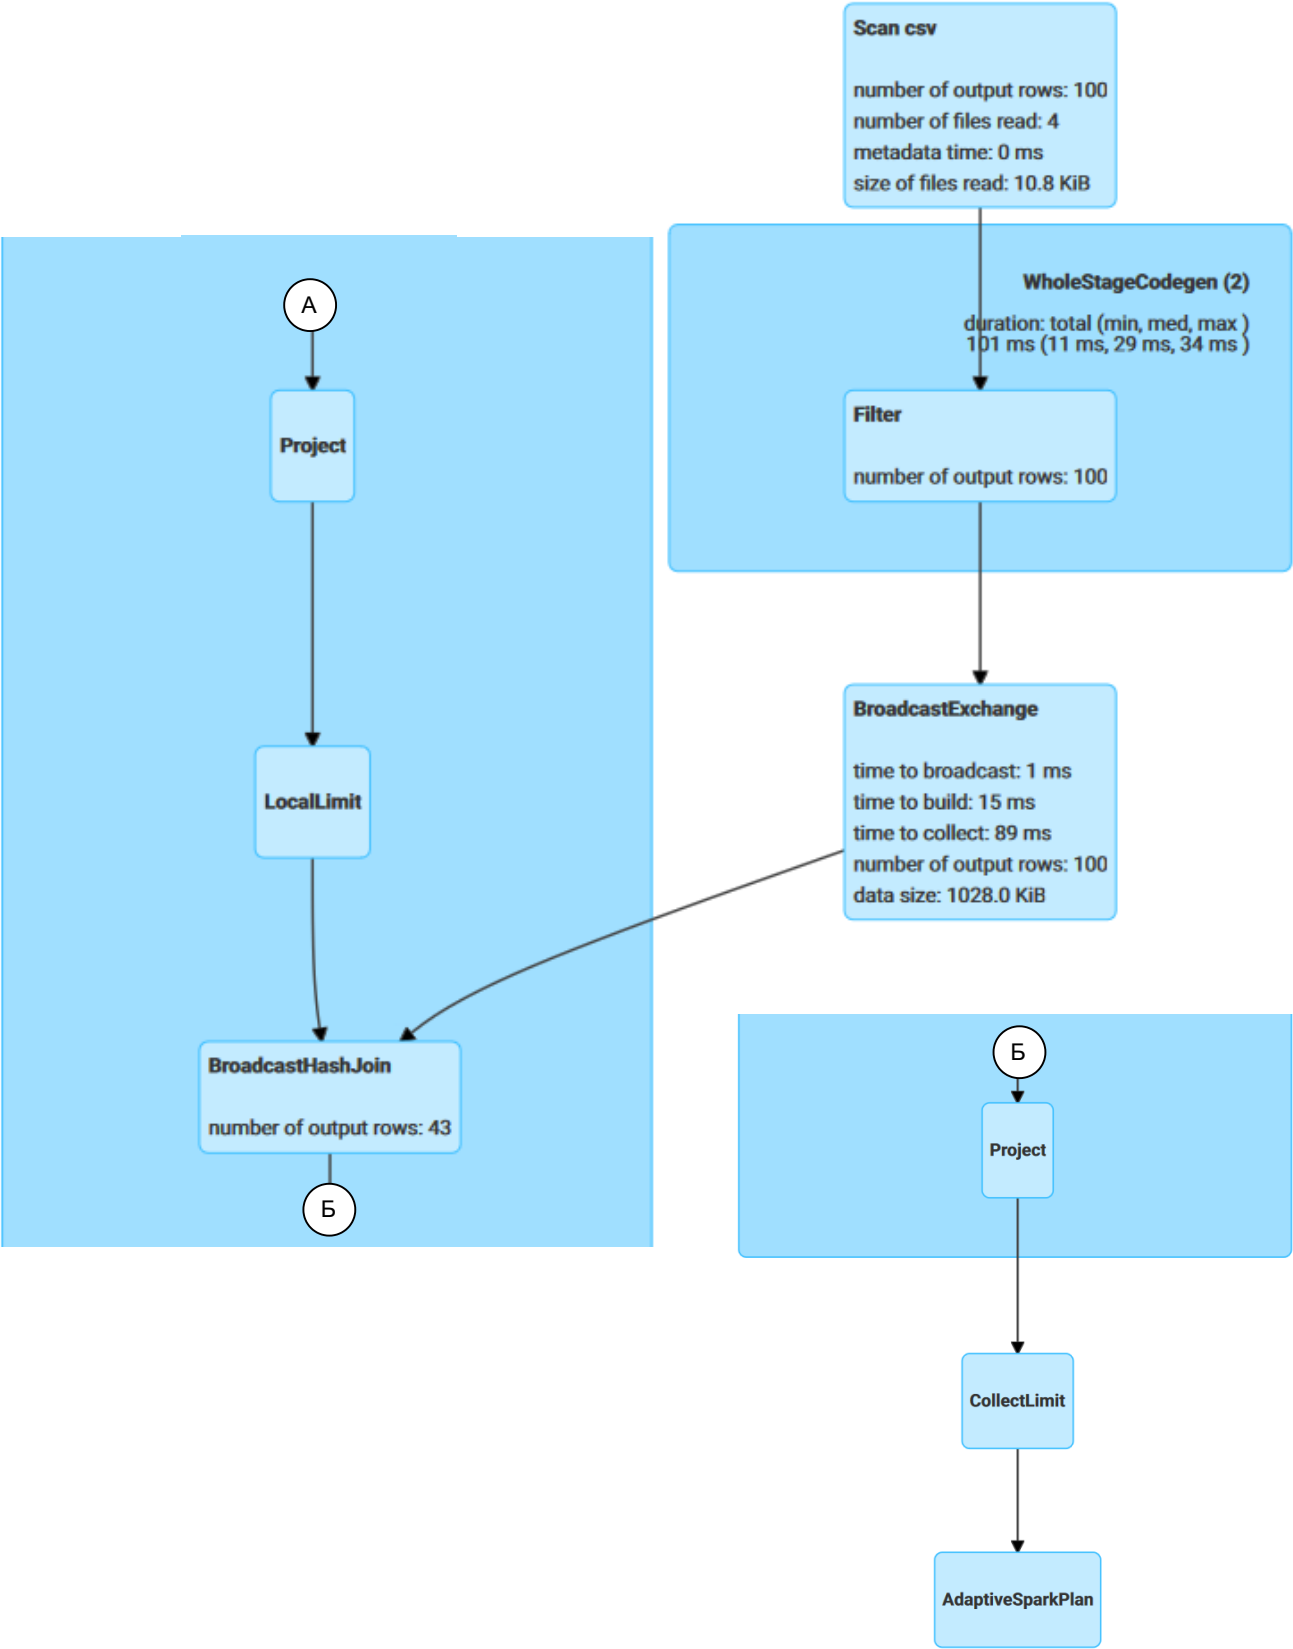 Scan csv
number of output rows: 100
number of files read: 4
metadata time: 0 ms
size of files read: 10.8 KiB
WholeStageCodegen (2)
duration: total (min, med, max )
101 ms (11 ms, 29 ms, 34 ms )
Filter
number of output rows: 100
BroadcastExchange
time to broadcast: 1 ms
time to build: 15 ms
time to collect: 89 ms
number of output rows: 100
data size: 1028.0 KiB
А
Project
LocalLimit
BroadcastHashJoin
number of output rows: 43
Б
Б
Project
CollectLimit
AdaptiveSparkPlan